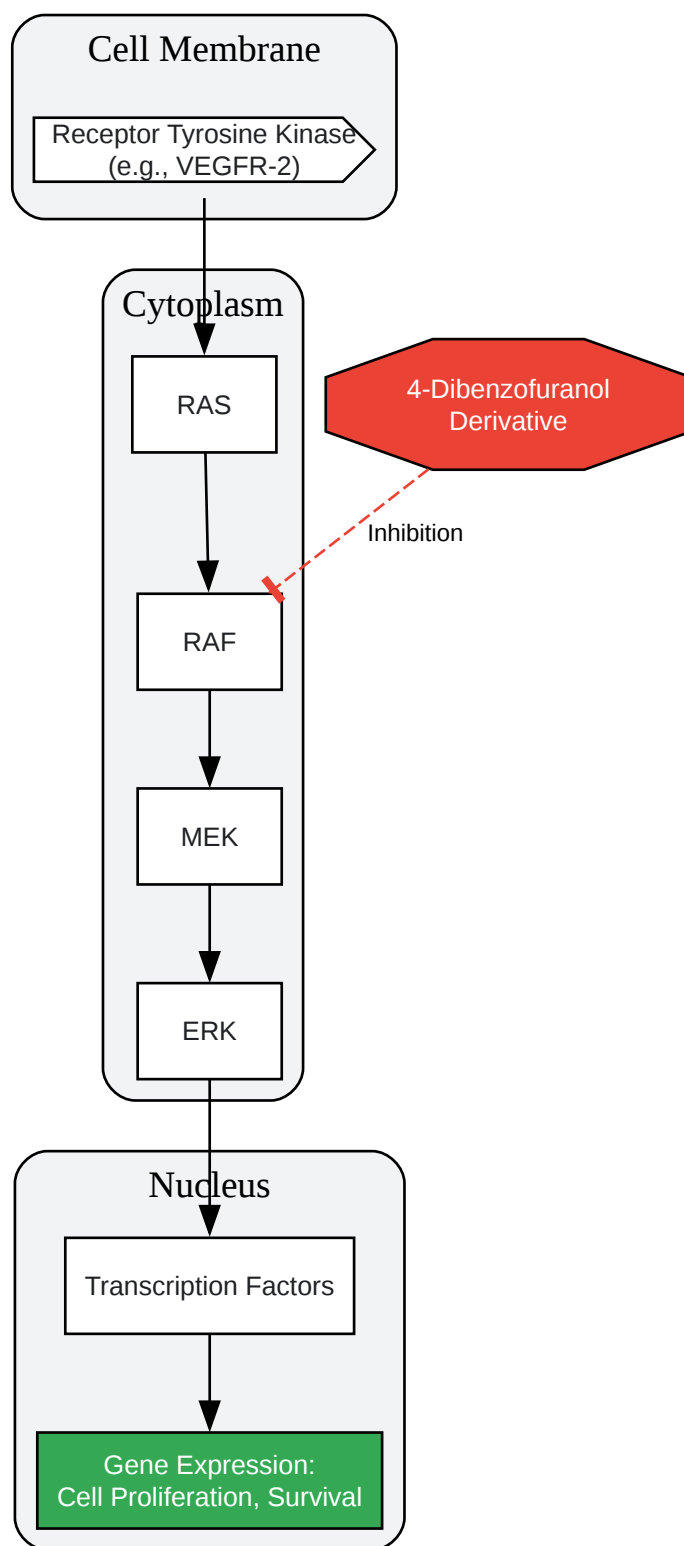 Cell Membrane
Receptor Tyrosine Kinase
(e.g., VEGFR-2)
Cytoplasm
RAS
4-Dibenzofuranol
Derivative
Inhibition
RAF
MEK
ERK
Nucleus
Transcription Factors
Gene Expression:
Cell Proliferation, Survival